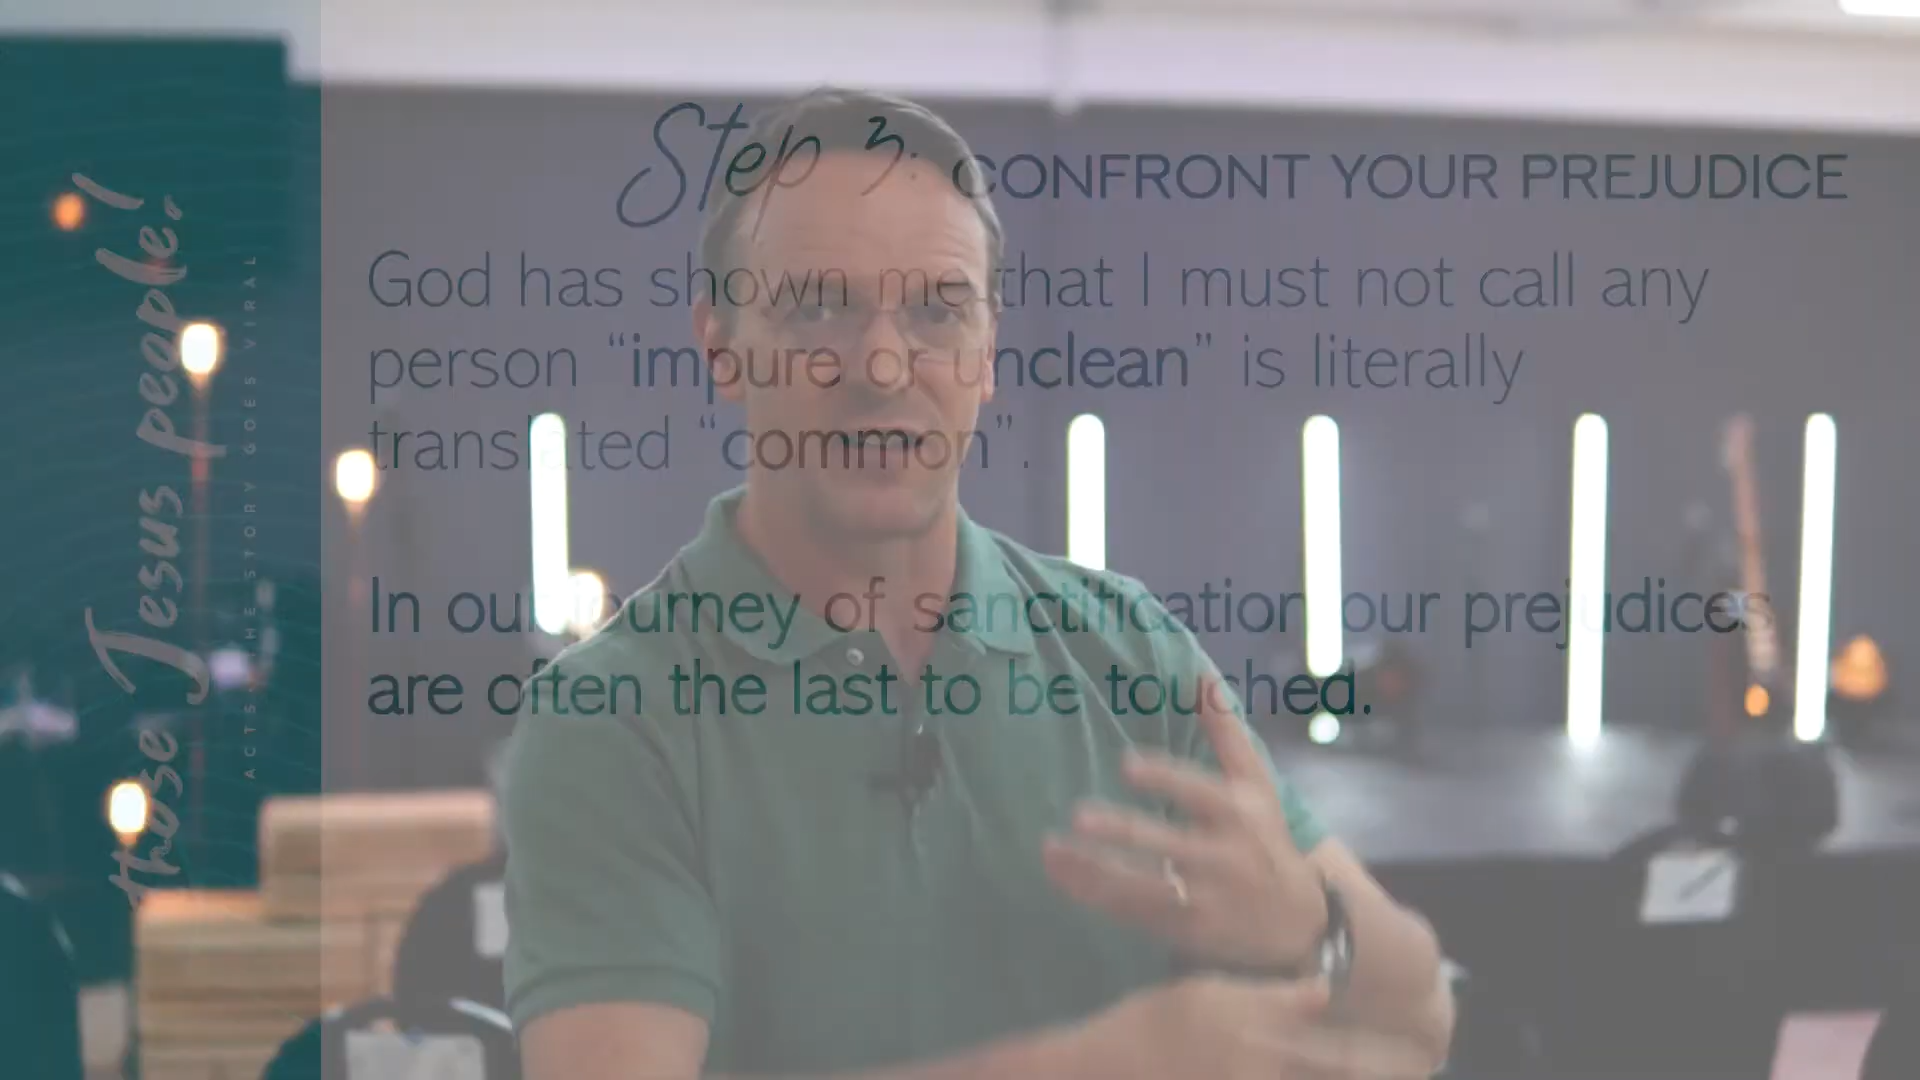 those Jesus people!
ACTS: THE STORY GOES VIRAL
Step 3: CONFRONT YOUR PREJUDICE
God has shown me that I must not call any
person “impure or unclean” is literally
translated “common”.
In our journey of sanctification our prejudices
are often the last to be touched.